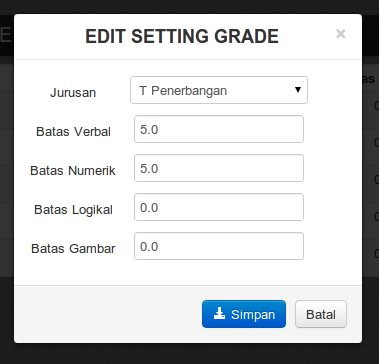 E
EDIT SETTING GRADE ×
as
Jurusan T Penerbangan
Batas Verbal 5.0
Batas Numerik 5.0
Batas Logikal 0.0
Batas Gambar 0.0
Simpan Batal